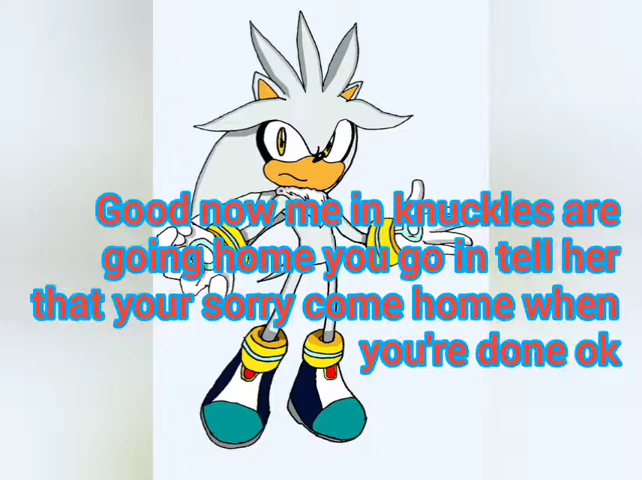 Good now me in knuckles are
going home you go in tell her
that your sorry come home when
you're done ok